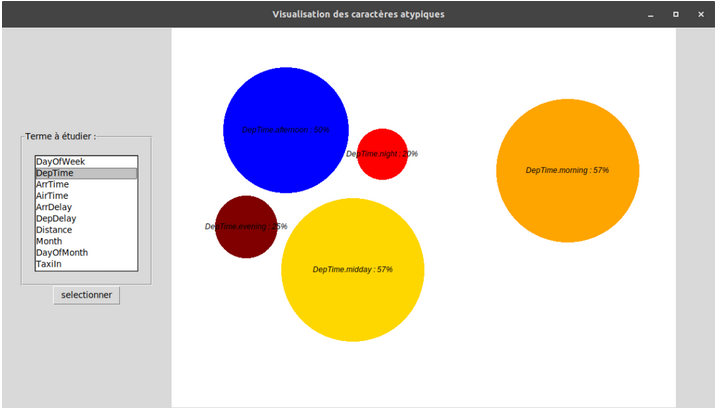 Visualisation des caractères atypiques
Terme à étudier :
DayOfWeek
DepTime
ArrTime
AirTime
ArrDelay
DepDelay
Distance
Month
DayOfMonth
TaxiIn
selectionner
DepTime.afternoon : 50%
DepTime.night : 20%
DepTime.morning : 57%
DepTime.evening : 25%
DepTime.midday : 57%